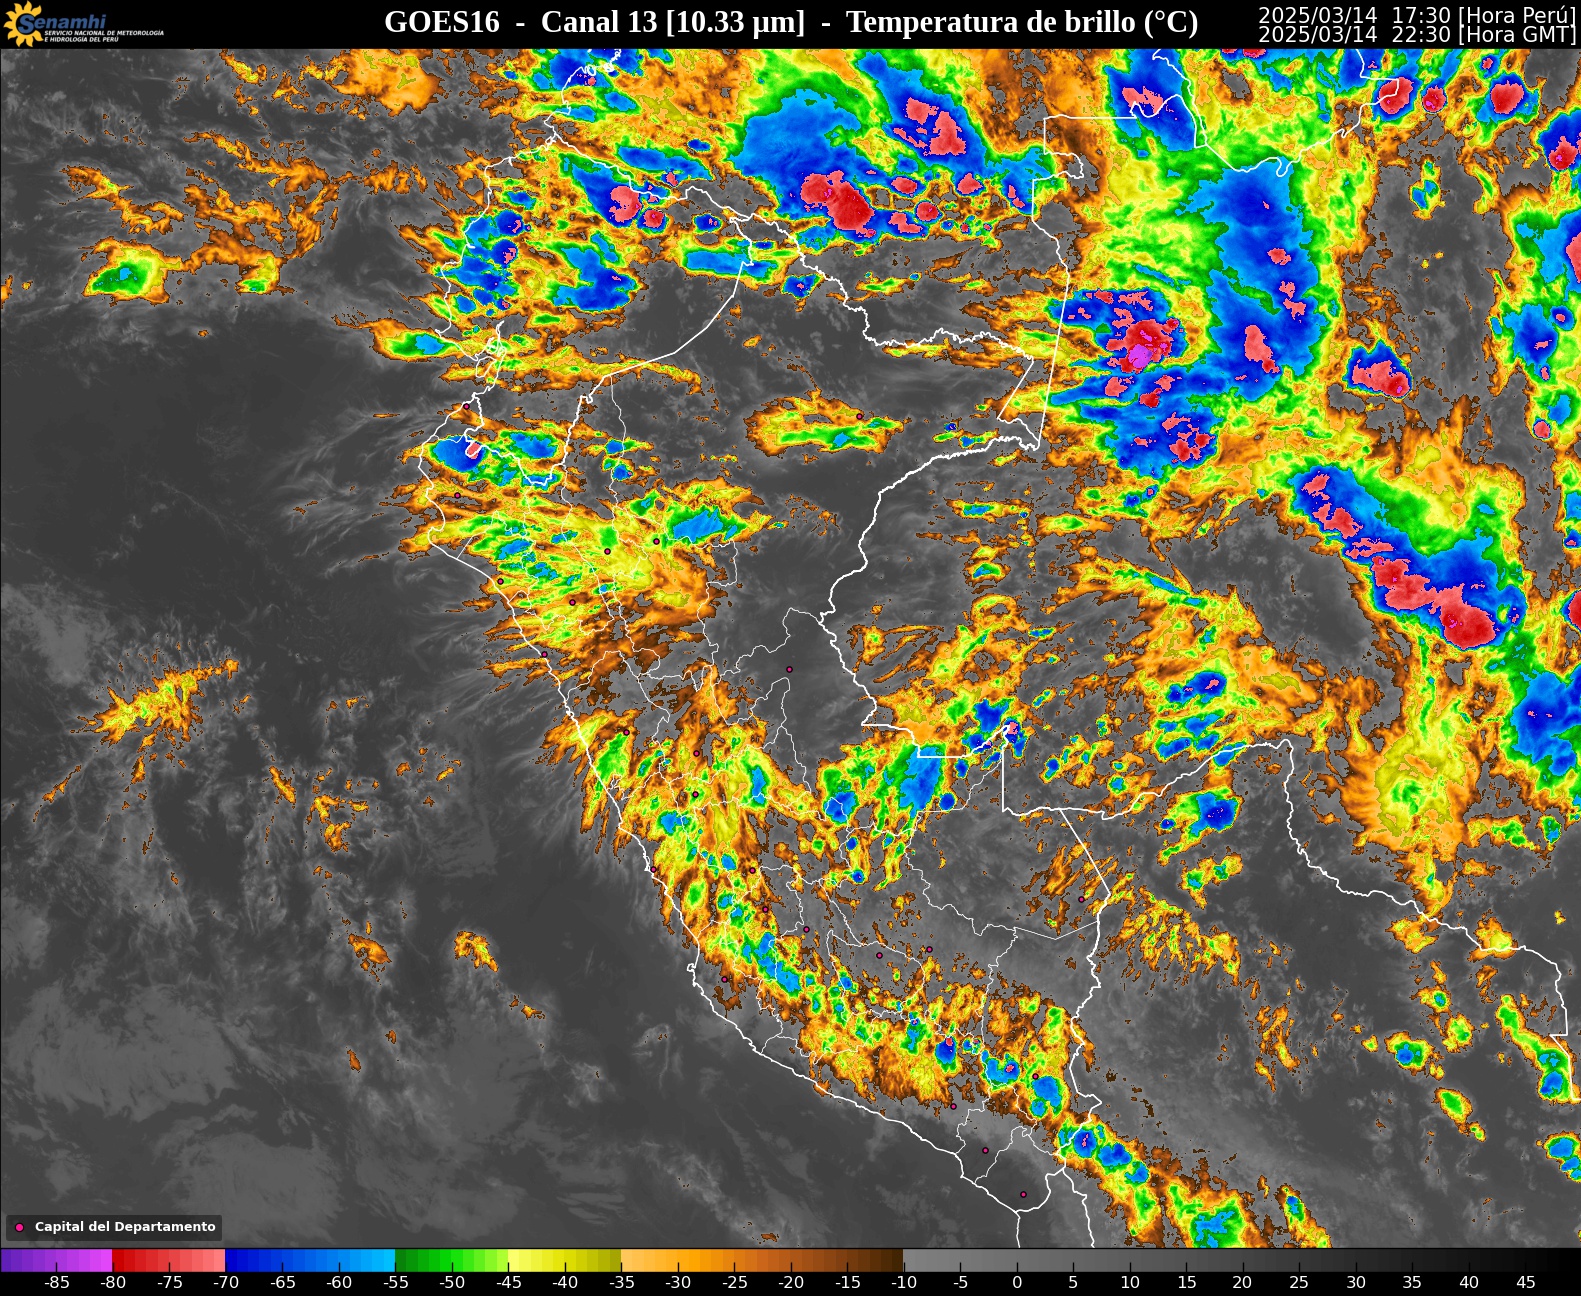 Senamhi
SERVICIO NACIONAL DE METEOROLOGÍA
E HIDROLOGÍA DEL PERÚ
GOES16 - Canal 13 [10.33 µm] - Temperatura de brillo (°C)
2025/03/14 17:30 [Hora Perú]
2025/03/14 22:30 [Hora GMT]
Capital del Departamento
-85 -80 -75 -70 -65 -60 -55 -50 -45 -40 -35 -30 -25 -20 -15 -10 -5 0 5 10 15 20 25 30 35 40 45